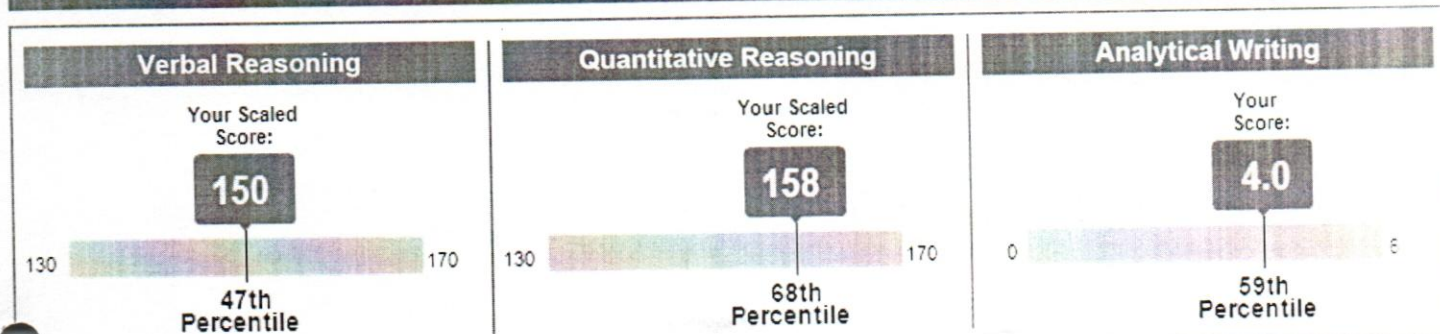 Verbal Reasoning
Your Scaled
Score:
150
130
170
47th
Percentile
Quantitative Reasoning
Your Scaled
Score:
158
130
170
68th
Percentile
Analytical Writing
Your
Score:
4.0
0
59th
Percentile